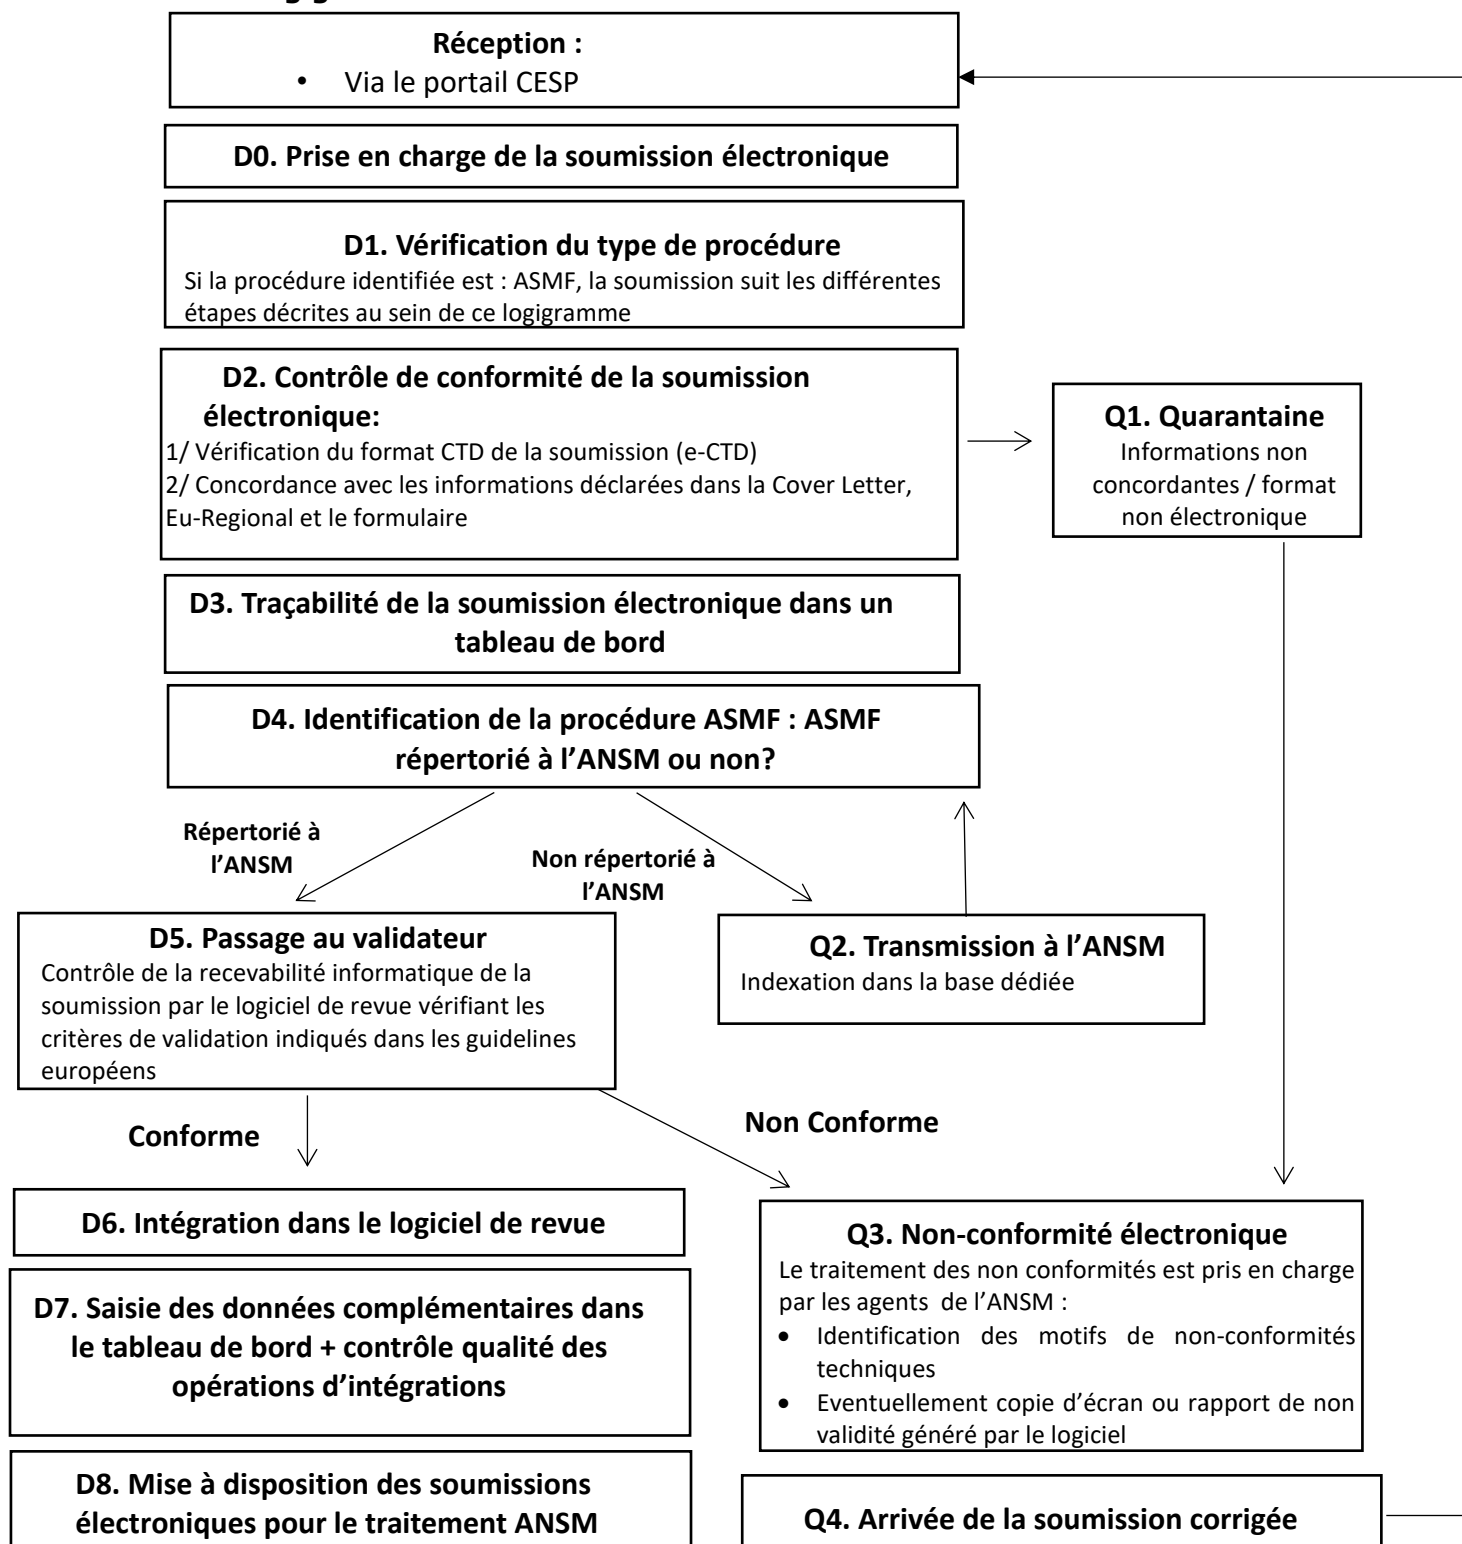 Réception :
• Via le portail CESP
D0. Prise en charge de la soumission électronique
D1. Vérification du type de procédure
Si la procédure identifiée est : ASMF, la soumission suit les différentes
étapes décrites au sein de ce logigramme
D2. Contrôle de conformité de la soumission
électronique:
1/ Vérification du format CTD de la soumission (e-CTD)
2/ Concordance avec les informations déclarées dans la Cover Letter,
Eu-Regional et le formulaire
Q1. Quarantaine
Informations non
concordantes / format
non électronique
D3. Traçabilité de la soumission électronique dans un
tableau de bord
D4. Identification de la procédure ASMF : ASMF
répertorié à l’ANSM ou non?
Répertorié à
l’ANSM
Non répertorié à
l’ANSM
D5. Passage au validateur
Contrôle de la recevabilité informatique de la
soumission par le logiciel de revue vérifiant les
critères de validation indiqués dans les guidelines
européens
Q2. Transmission à l’ANSM
Indexation dans la base dédiée
Conforme
Non Conforme
D6. Intégration dans le logiciel de revue
D7. Saisie des données complémentaires dans
le tableau de bord + contrôle qualité des
opérations d’intégrations
D8. Mise à disposition des soumissions
électroniques pour le traitement ANSM
Q3. Non-conformité électronique
Le traitement des non conformités est pris en charge
par les agents de l’ANSM :
• Identification des motifs de non-conformités
techniques
• Eventuellement copie d’écran ou rapport de non
validité généré par le logiciel
Q4. Arrivée de la soumission corrigée